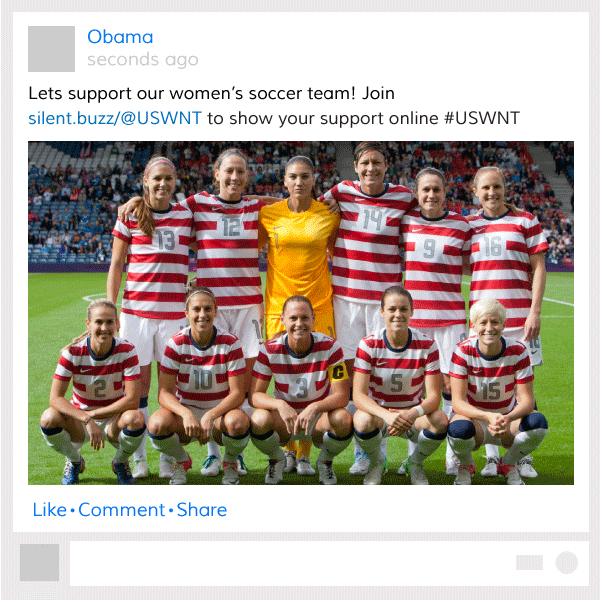 Obama
seconds ago
Lets support our women’s soccer team! Join
silent.buzz/@USWNT to show your support online #USWNT
13
12
14
9
16
2
10
3
C
5
15
Like • Comment • Share